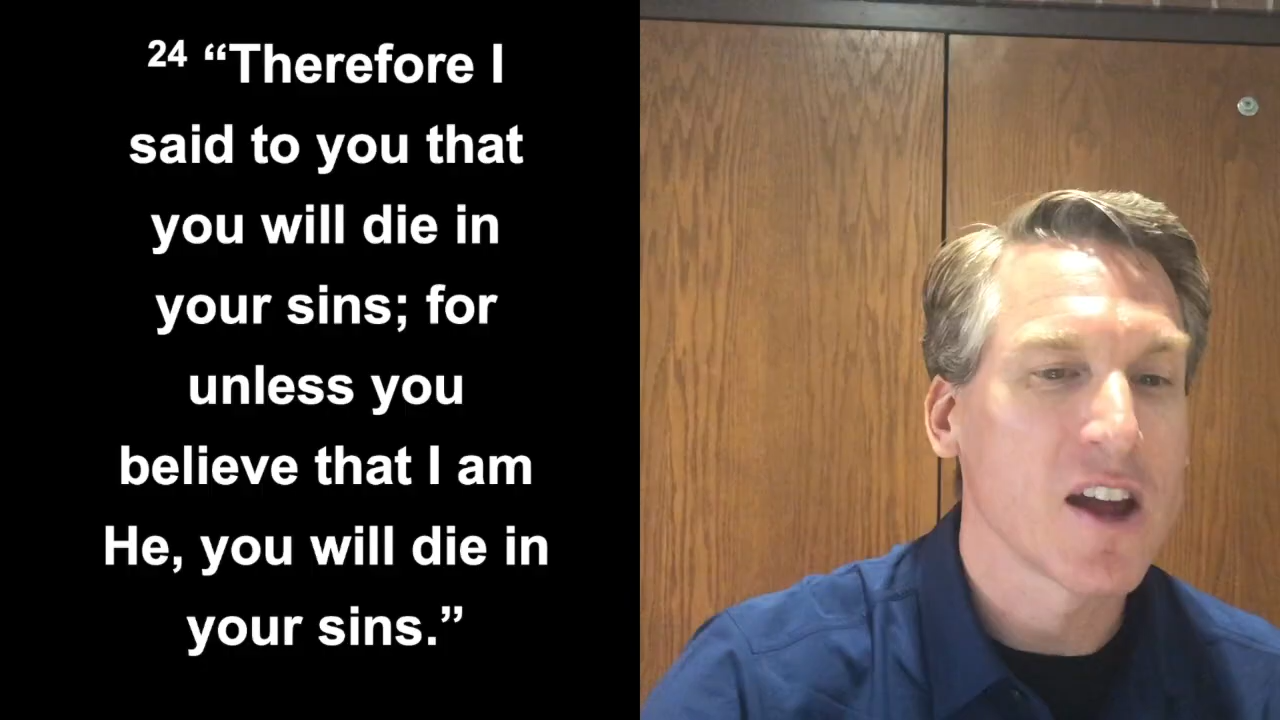 24 “Therefore I
said to you that
you will die in
your sins; for
unless you
believe that I am
He, you will die in
your sins.”